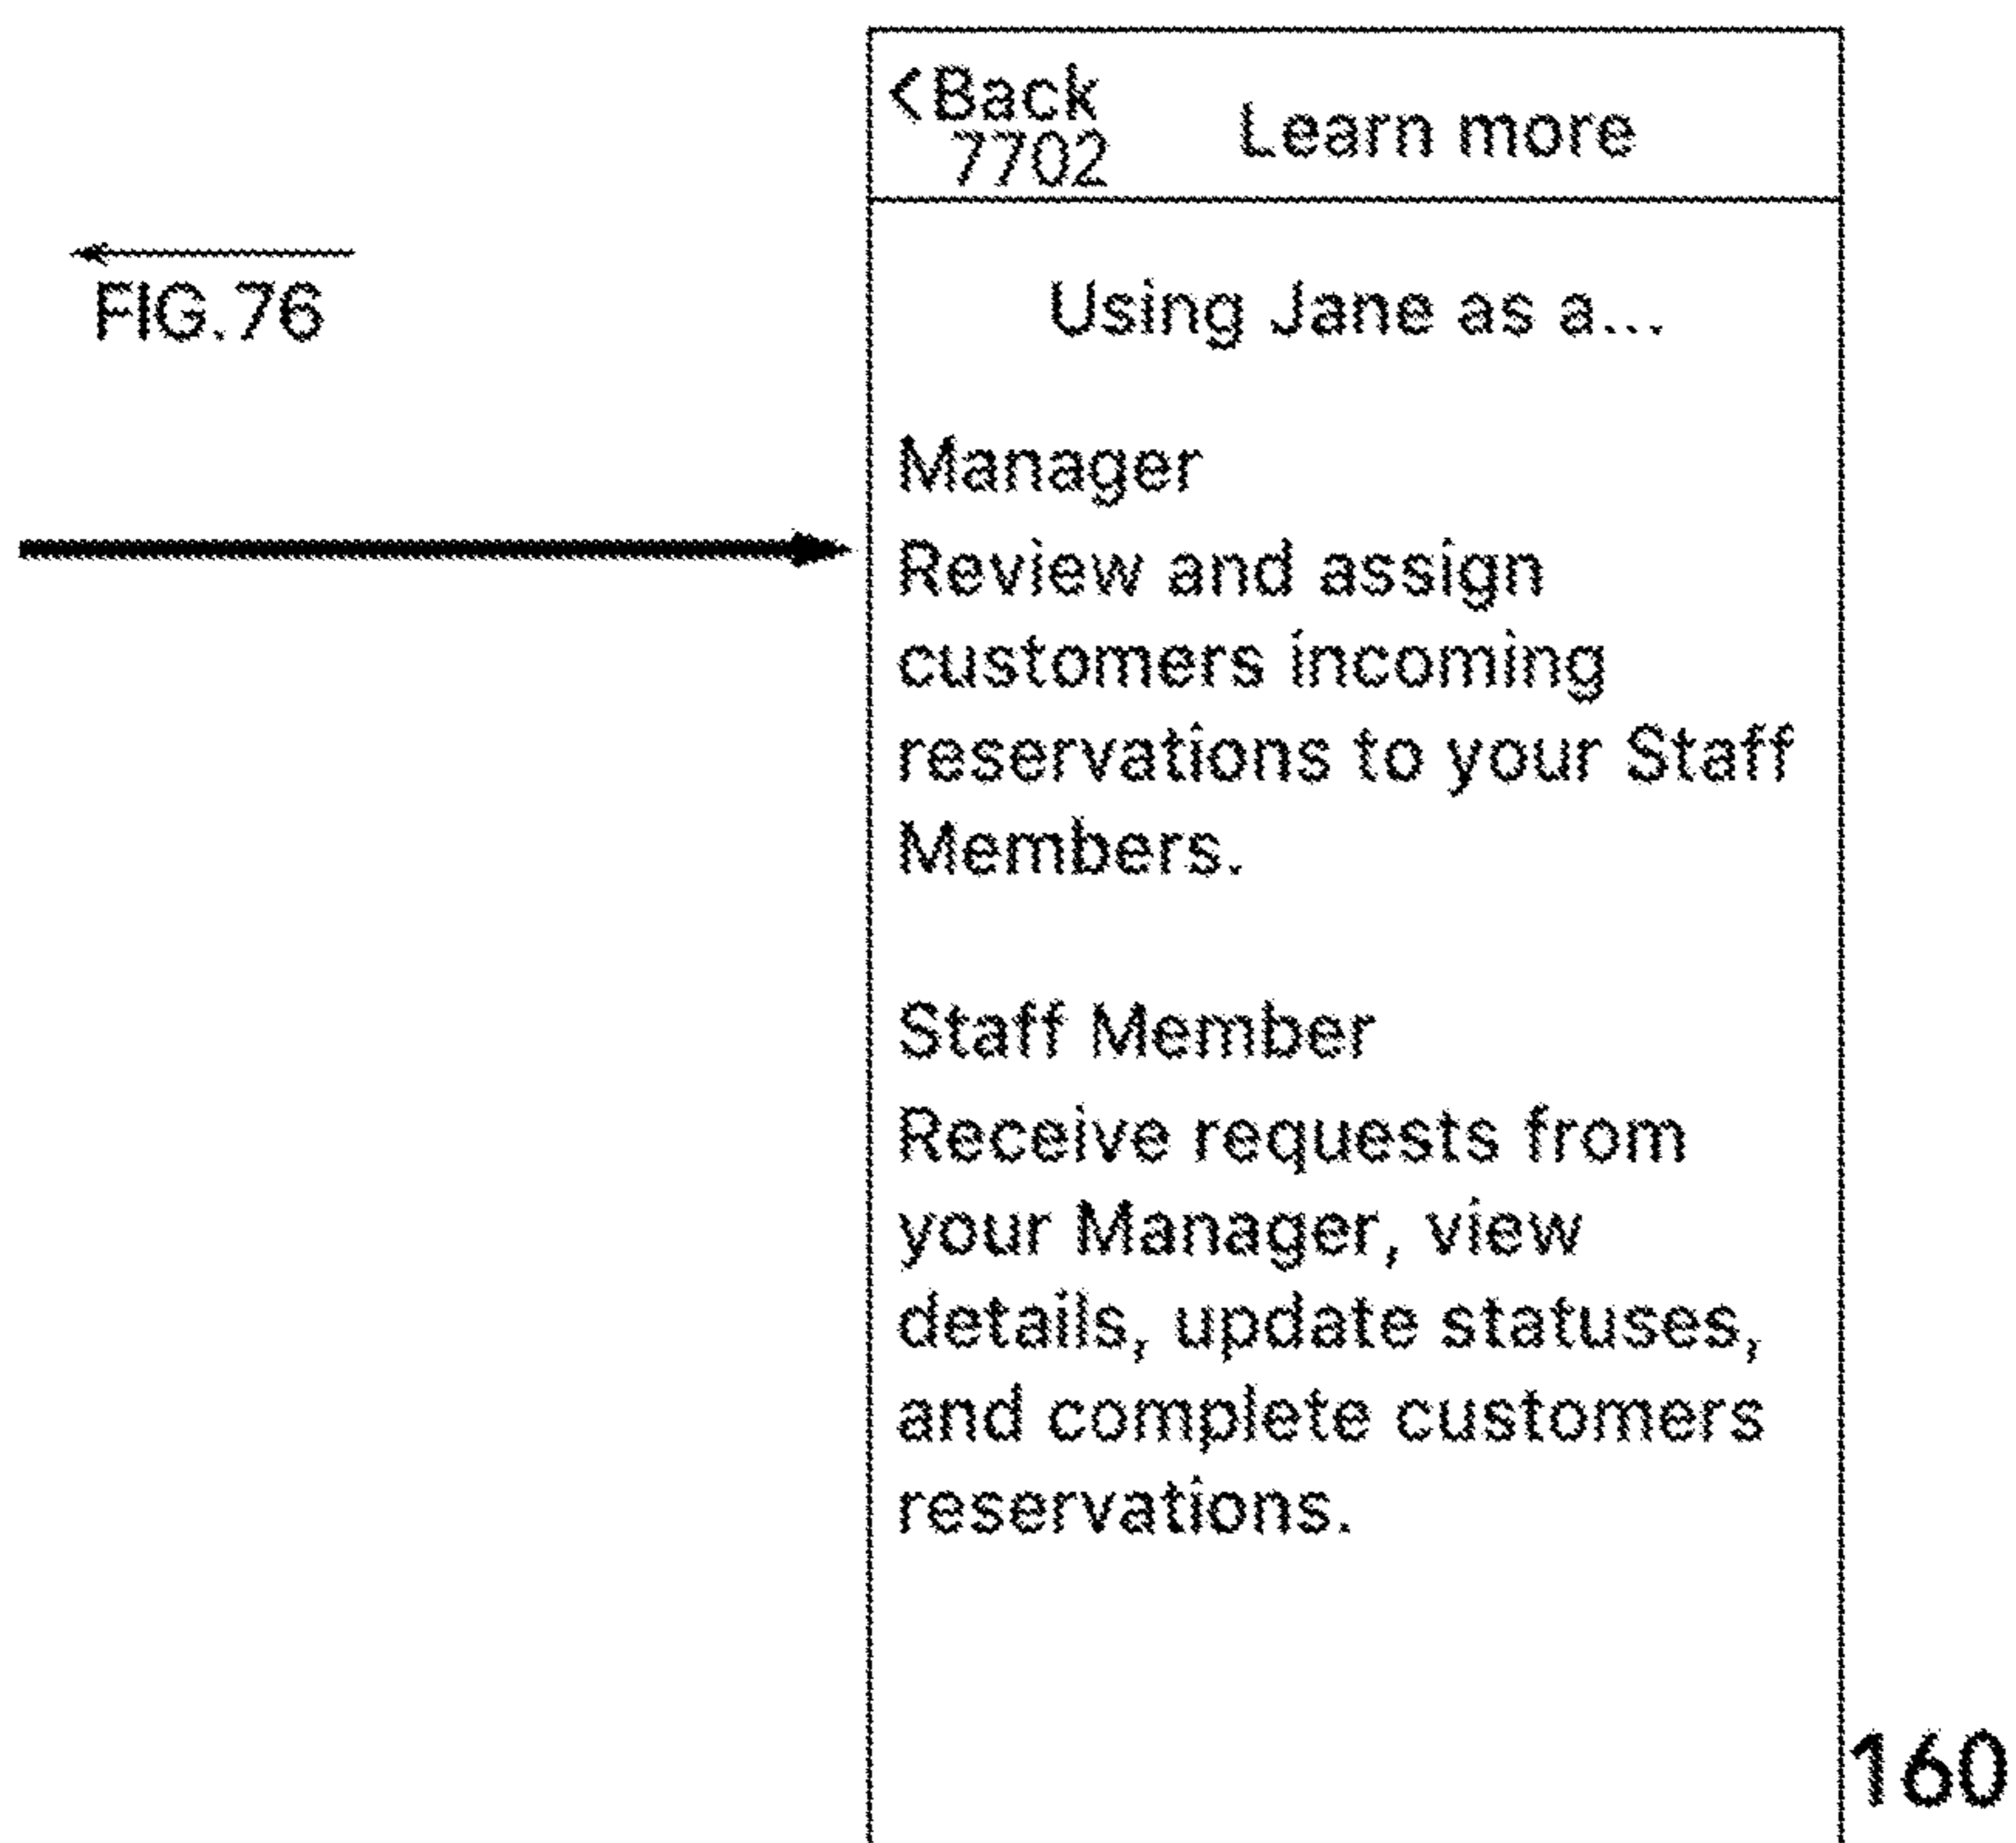 <Back
7702
Learn more
FIG.76
Using Jane as a...
Manager
Review and assign
customers incoming
reservations to your Staff
Members.
Staff Member
Receive requests from
your Manager, view
details, update statuses,
and complete customers
reservations.
160